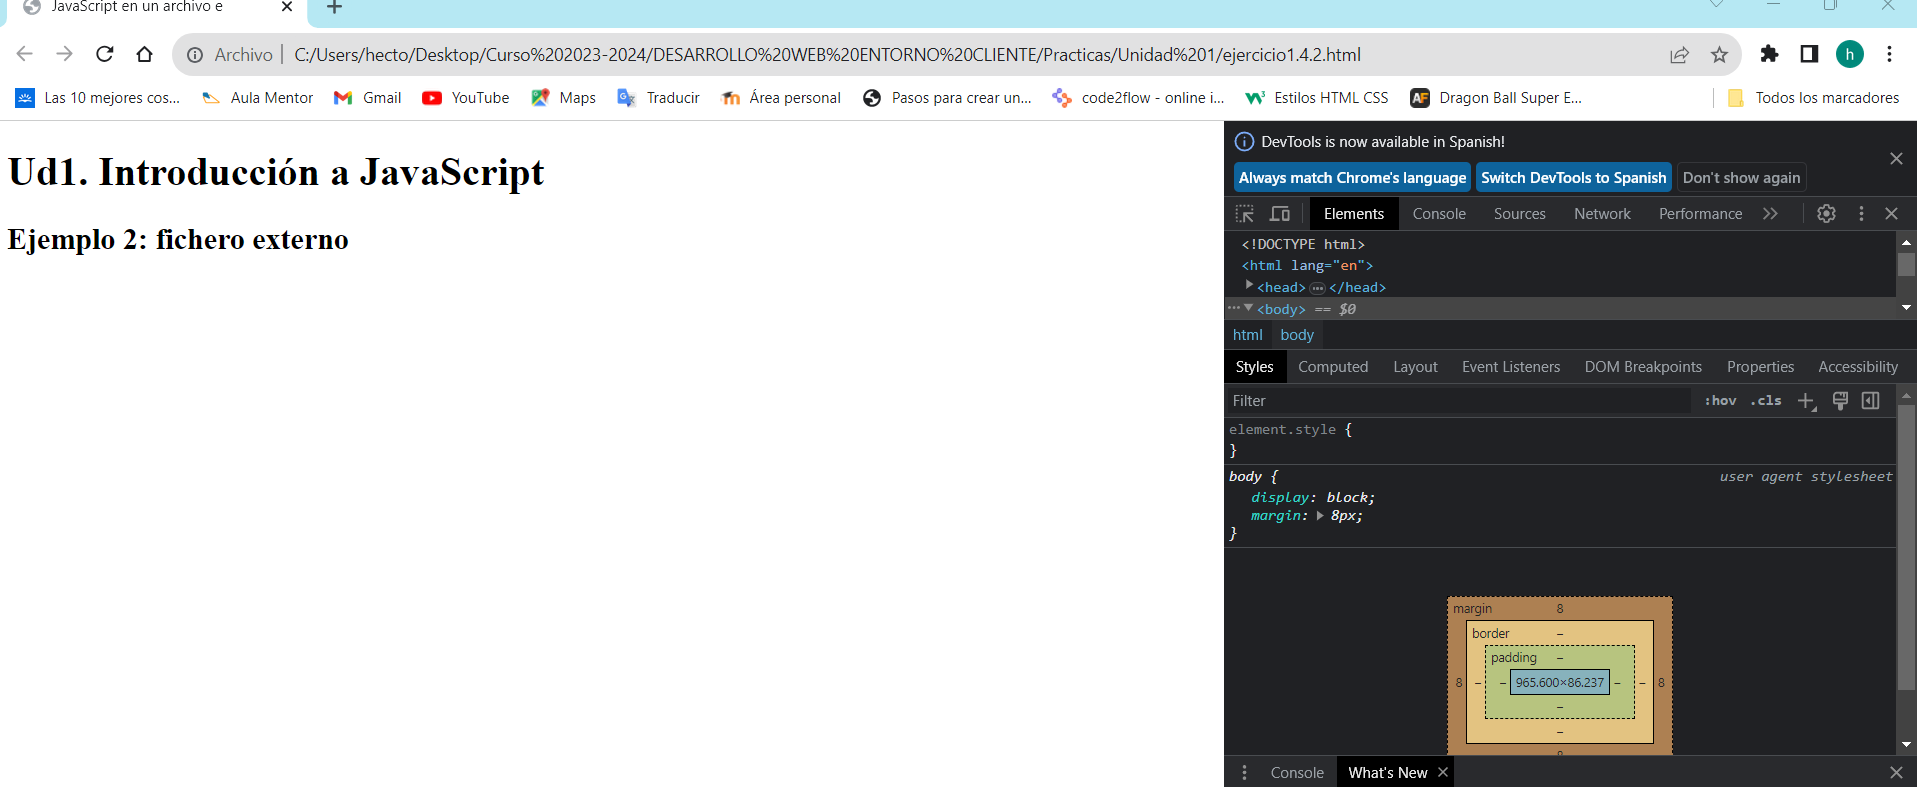 JavaScript en un archivo e
Archivo | C:/Users/hecto/Desktop/Curso%202023-2024/DESARROLLO%20WEB%20ENTORNO%20CLIENTE/Practicas/Unidad%201/ejercicio1.4.2.html
h
Las 10 mejores cos... Aula Mentor Gmail YouTube Maps Traducir Área personal Pasos para crear un... code2flow - online i... Estilos HTML CSS AF Dragon Ball Super E... Todos los marcadores
Ud1. Introducción a JavaScript
Ejemplo 2: fichero externo
DevTools is now available in Spanish!
Always match Chrome's language Switch DevTools to Spanish Don't show again
Elements Console Sources Network Performance
<!DOCTYPE html>
<html lang="en">
<head> ... </head>
... <body> == $0
html body
Styles Computed Layout Event Listeners DOM Breakpoints Properties Accessibility
Filter :hov .cls
element.style {
}
body { user agent stylesheet
display: block;
margin: 8px;
}
margin 8
border –
padding –
8 – – 965.600×86.237 – – 8
–
–
8
Console What's New